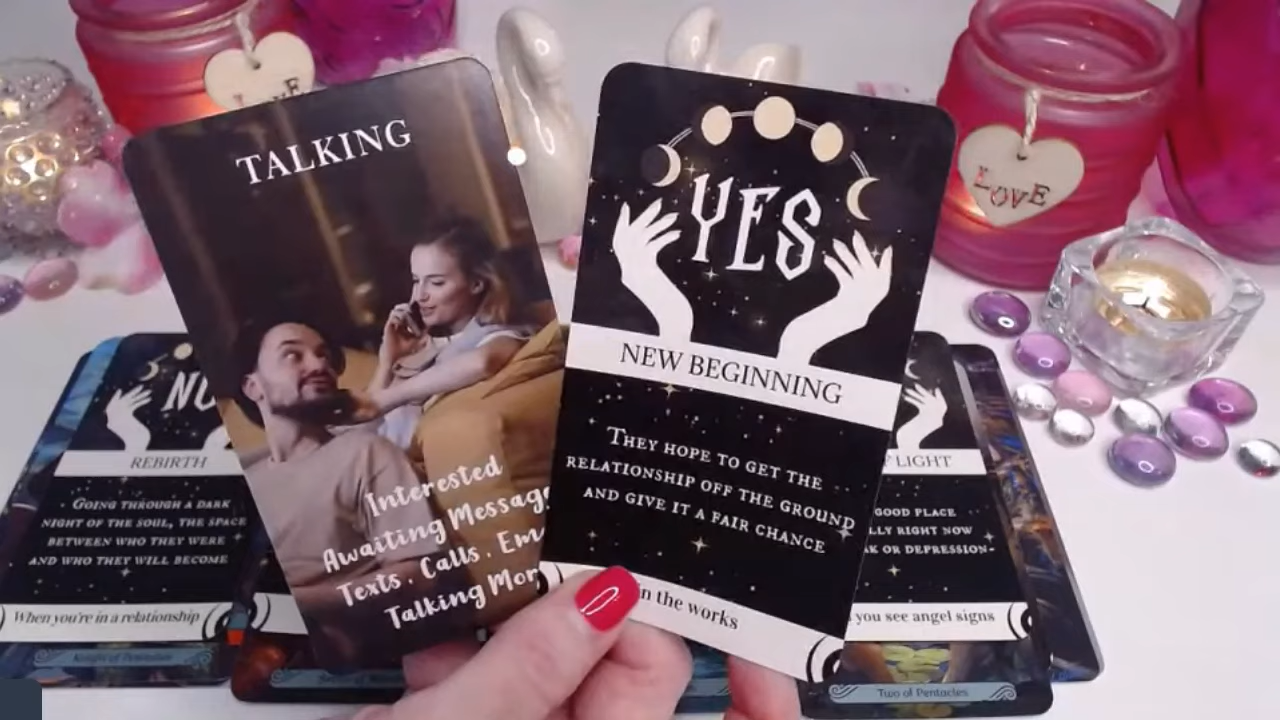 LOVE
TALKING
Interested
Awaiting Message
Texts. Calls. Em
Talking Mor
YES
NEW BEGINNING
THEY HOPE TO GET THE
RELATIONSHIP OFF THE GROUND
AND GIVE IT A FAIR CHANCE
n the works
LOVE
NO
REBIRTH
GOING THROUGH A DARK
NIGHT OF THE SOUL, THE SPACE
BETWEEN WHO THEY WERE
AND WHO THEY WILL BECOME
When you're in a relationship
F LIGHT
GOOD PLACE
LLY RIGHT NOW
AK OR DEPRESSION-
you see angel signs
Two of Pentacles